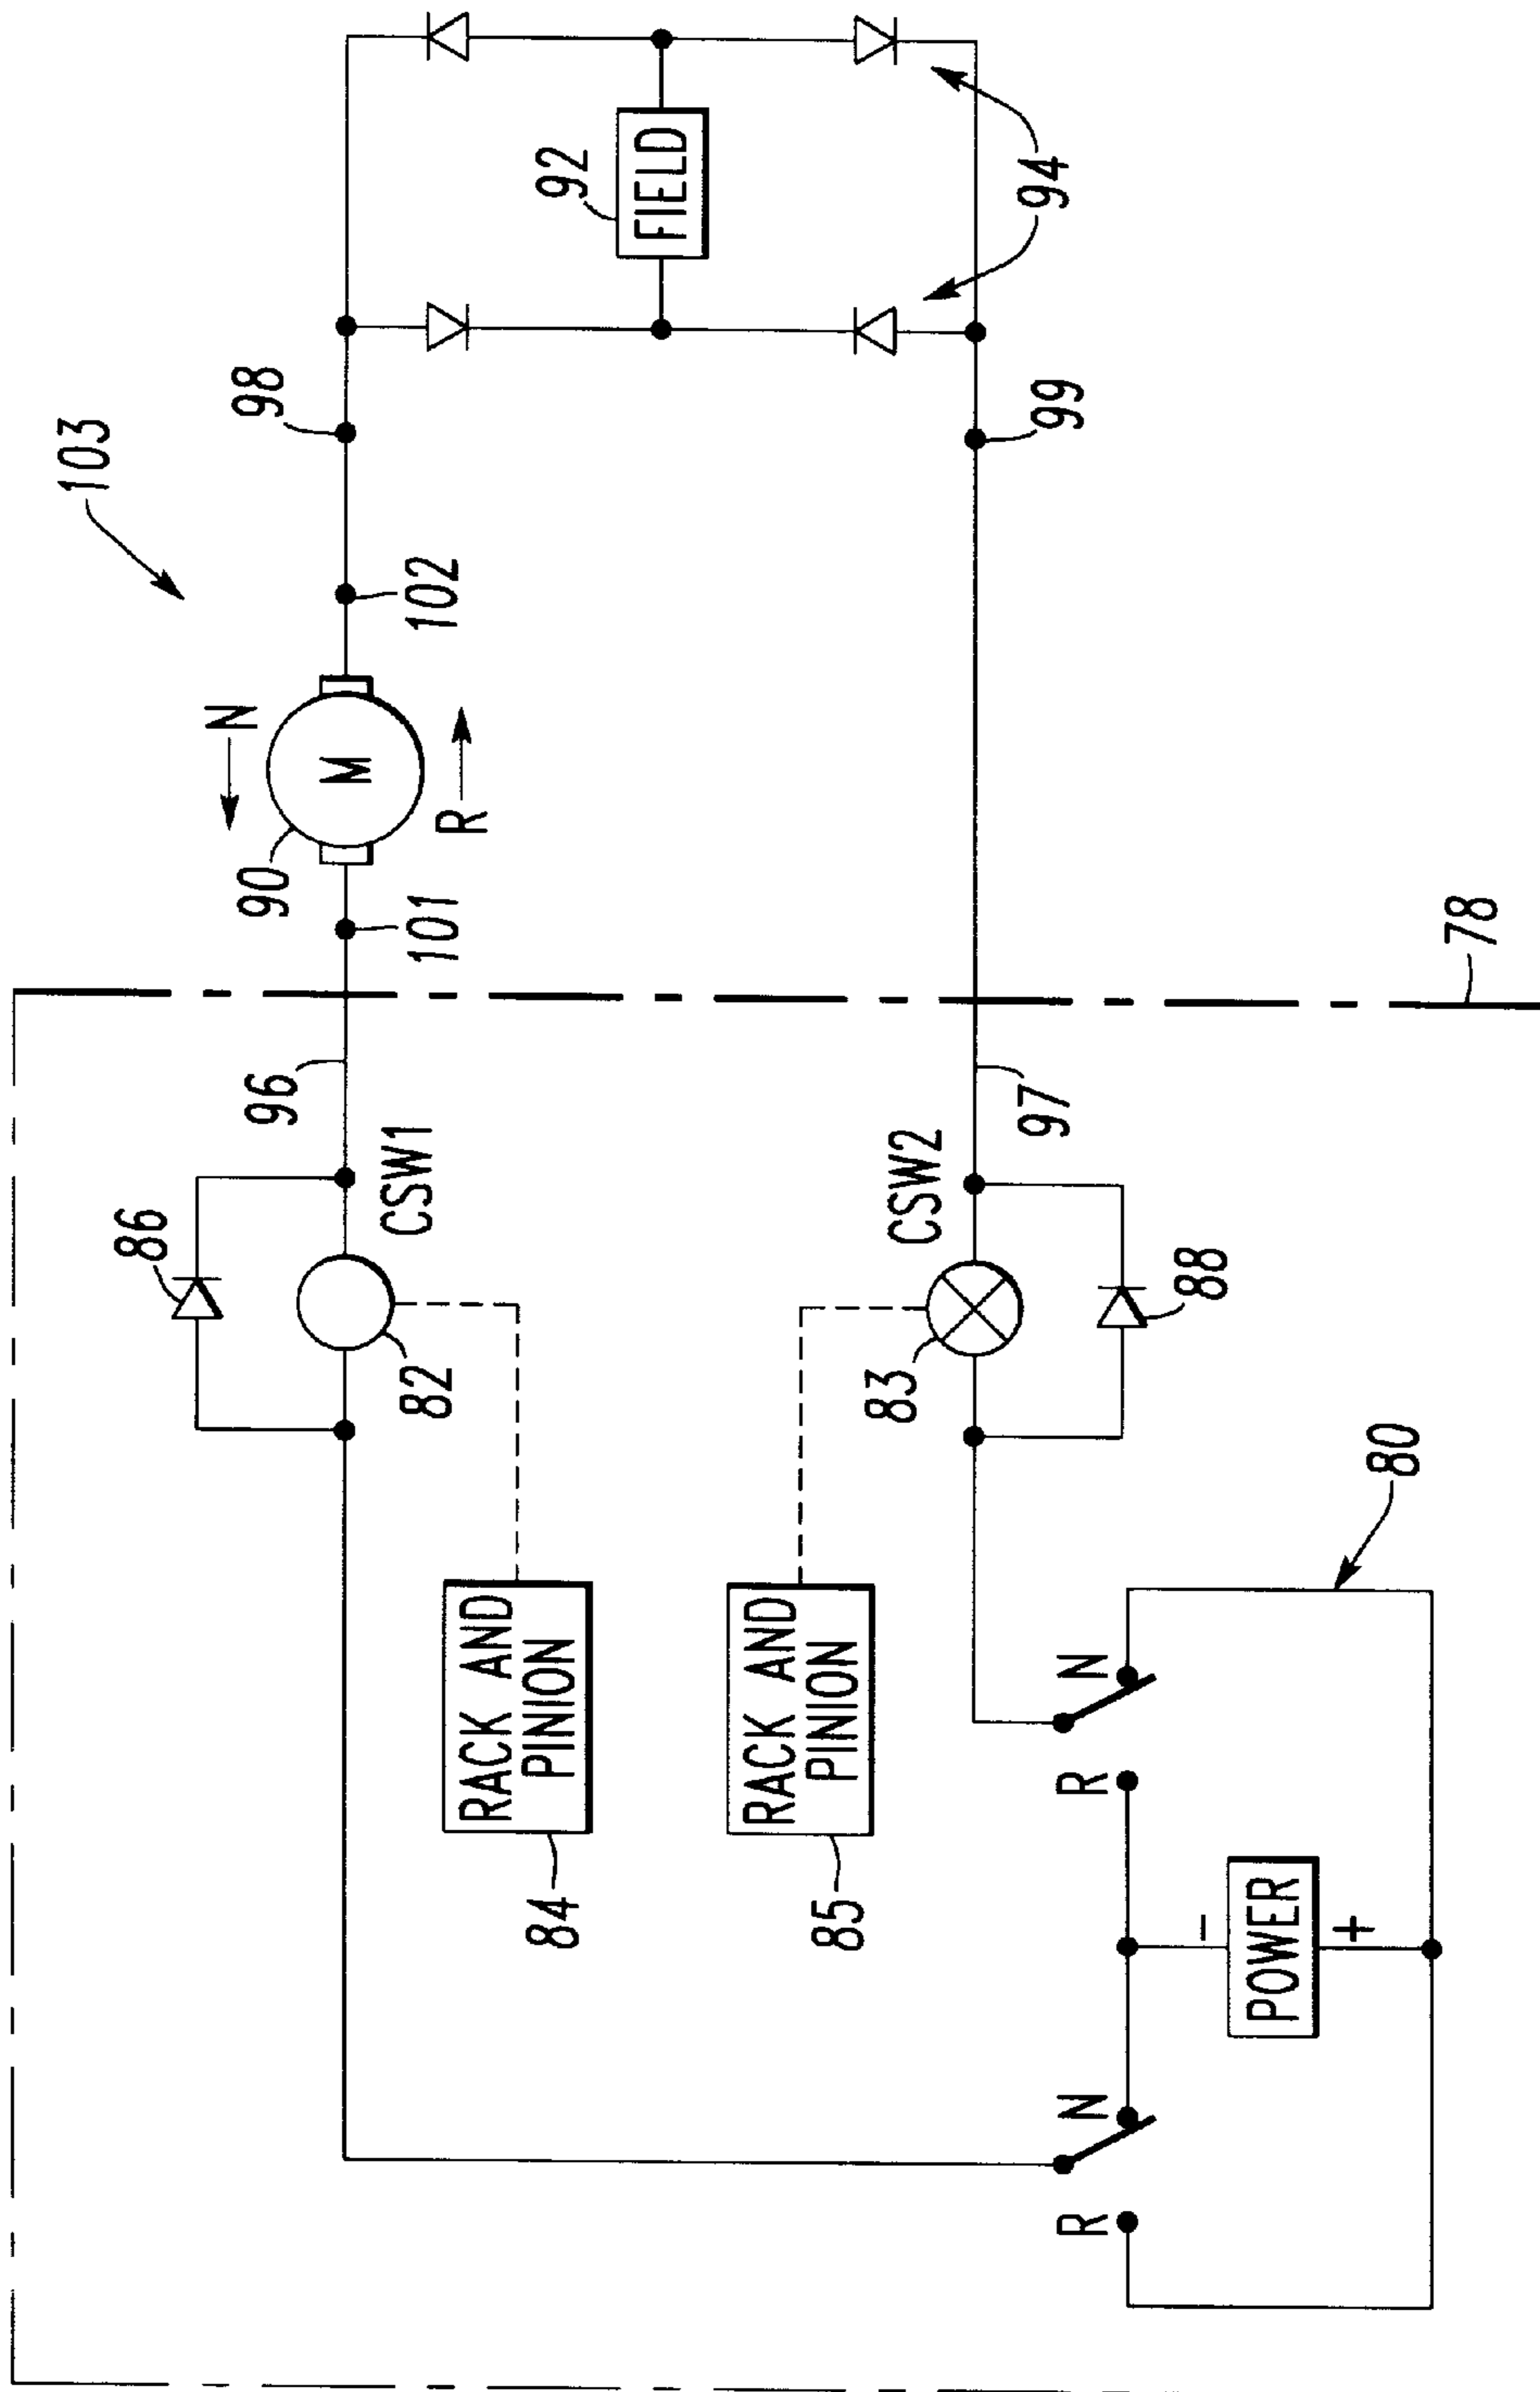 103
86
N
98
96
90
M
CSW1
82
101
102
R
RACK AND
PINION
84
92
FIELD
RACK AND
PINION
85
83
CSW2
97
99
94
R N R N
88
-
POWER
+
80
78